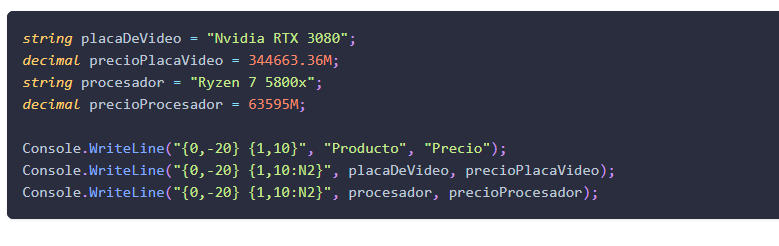 string placaDeVideo = "Nvidia RTX 3080";
decimal precioPlacaVideo = 344663.36M;
string procesador = "Ryzen 7 5800x";
decimal precioProcesador = 63595M;
Console.WriteLine("{0,-20} {1,10}", "Producto", "Precio");
Console.WriteLine("{0,-20} {1,10:N2}", placaDeVideo, precioPlacaVideo);
Console.WriteLine("{0,-20} {1,10:N2}", procesador, precioProcesador);